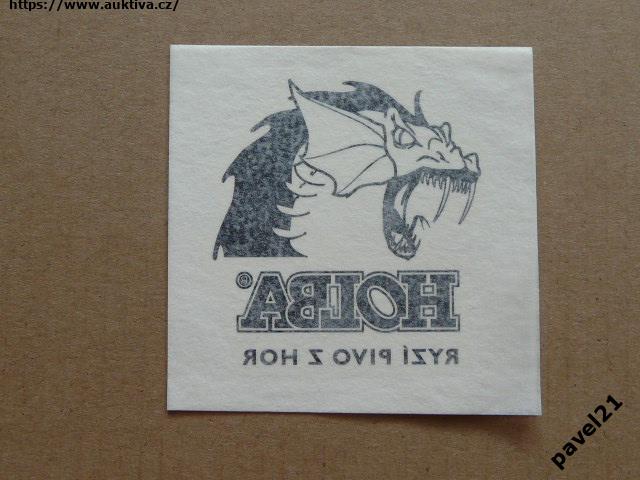 https://www.auktiva.cz/
HOLBA®
RYZÍ PIVO Z HOR
pavel21